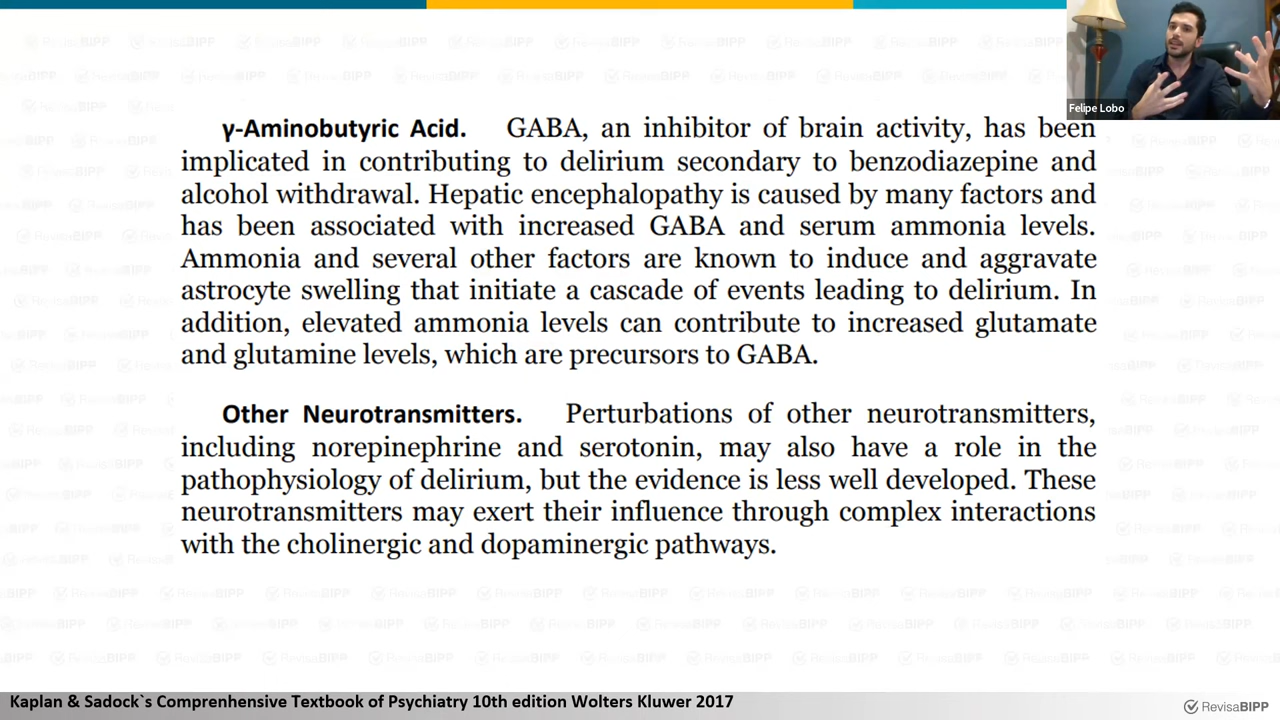 Felipe Lobo
γ-Aminobutyric Acid. GABA, an inhibitor of brain activity, has been
implicated in contributing to delirium secondary to benzodiazepine and
alcohol withdrawal. Hepatic encephalopathy is caused by many factors and
has been associated with increased GABA and serum ammonia levels.
Ammonia and several other factors are known to induce and aggravate
astrocyte swelling that initiate a cascade of events leading to delirium. In
addition, elevated ammonia levels can contribute to increased glutamate
and glutamine levels, which are precursors to GABA.
Other Neurotransmitters. Perturbations of other neurotransmitters,
including norepinephrine and serotonin, may also have a role in the
pathophysiology of delirium, but the evidence is less well developed. These
neurotransmitters may exert their influence through complex interactions
with the cholinergic and dopaminergic pathways.
Kaplan & Sadock`s Comprenhensive Textbook of Psychiatry 10th edition Wolters Kluwer 2017
RevisaBIPP